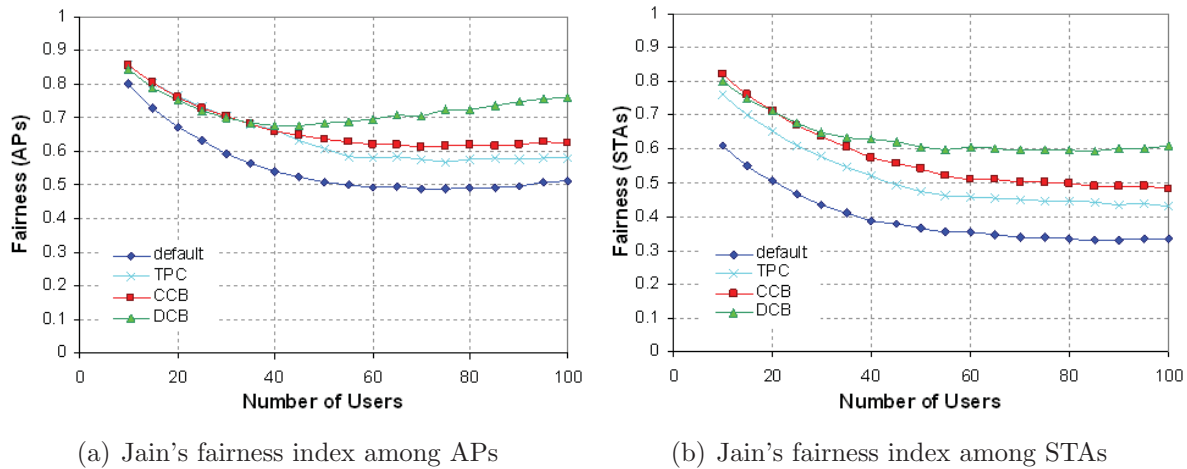 1
0.9
0.8
0.7
0.6
0.5
0.4
0.3
0.2
0.1
0
Fairness (APs)
default
TPC
CCB
DCB
0 20 40 60 80 100
Number of Users
(a) Jain's fairness index among APs
1
0.9
0.8
0.7
0.6
0.5
0.4
0.3
0.2
0.1
0
Fairness (STAs)
default
TPC
CCB
DCB
0 20 40 60 80 100
Number of Users
(b) Jain's fairness index among STAs